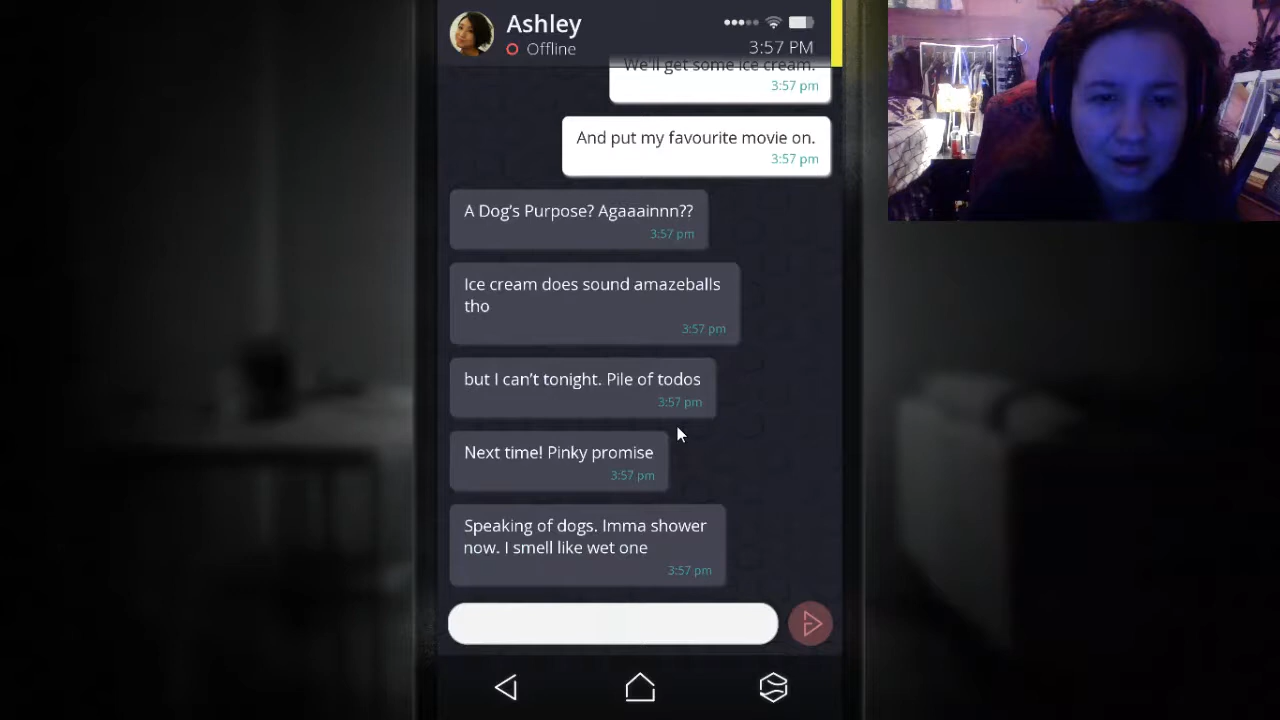 Ashley
Offline
3:57 PM
We'll get some ice cream.
3:57 pm
And put my favourite movie on.
3:57 pm
A Dog's Purpose? Agaaainnn??
3:57 pm
Ice cream does sound amazeballs
tho
3:57 pm
but I can't tonight. Pile of todos
3:57 pm
Next time! Pinky promise
3:57 pm
Speaking of dogs. Imma shower
now. I smell like wet one
3:57 pm